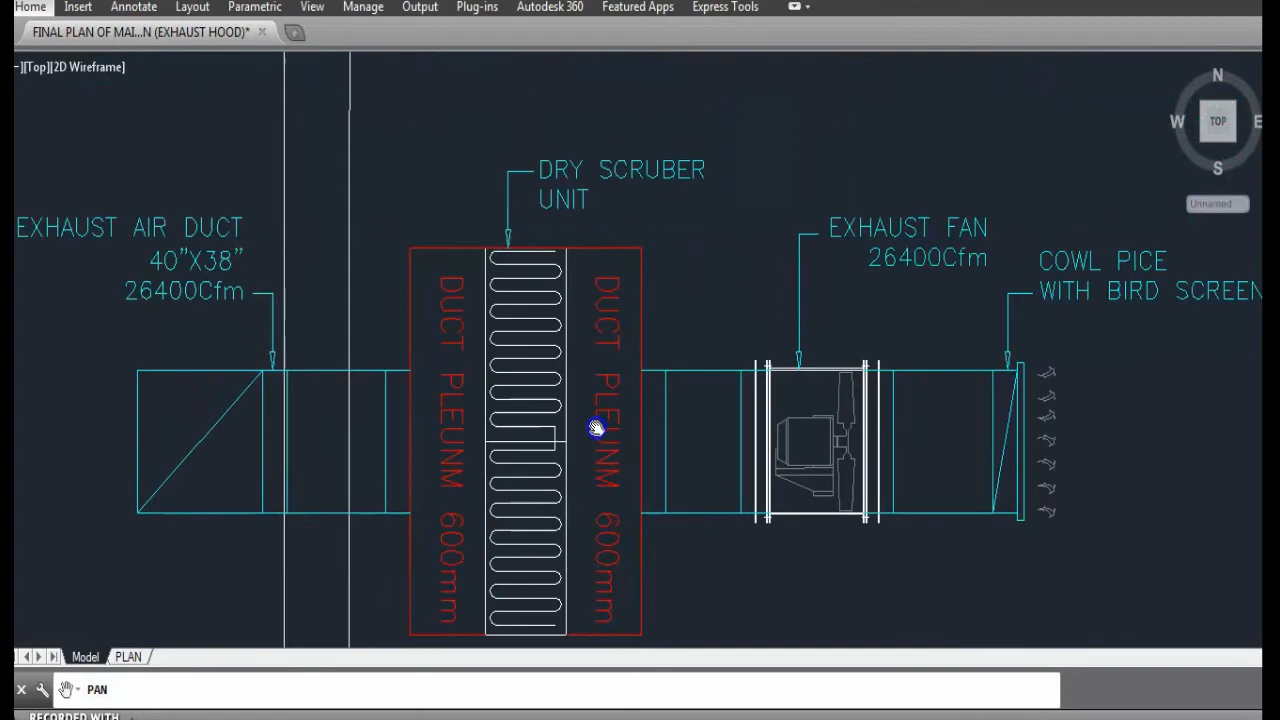 Home Insert Annotate Layout Parametric View Manage Output Plug-ins Autodesk 360 Featured Apps Express Tools
FINAL PLAN OF MAI...N (EXHAUST HOOD)*
–][Top][2D Wireframe]
N
W TOP E
S
Unnamed
DRY SCRUBER
UNIT
EXHAUST AIR DUCT
40”X38”
26400Cfm
EXHAUST FAN
26400Cfm
COWL PICE
WITH BIRD SCREEN
DUCT PLEUNM 600mm
DUCT PLEUNM 600mm
Model PLAN
PAN
RECORDED WITH